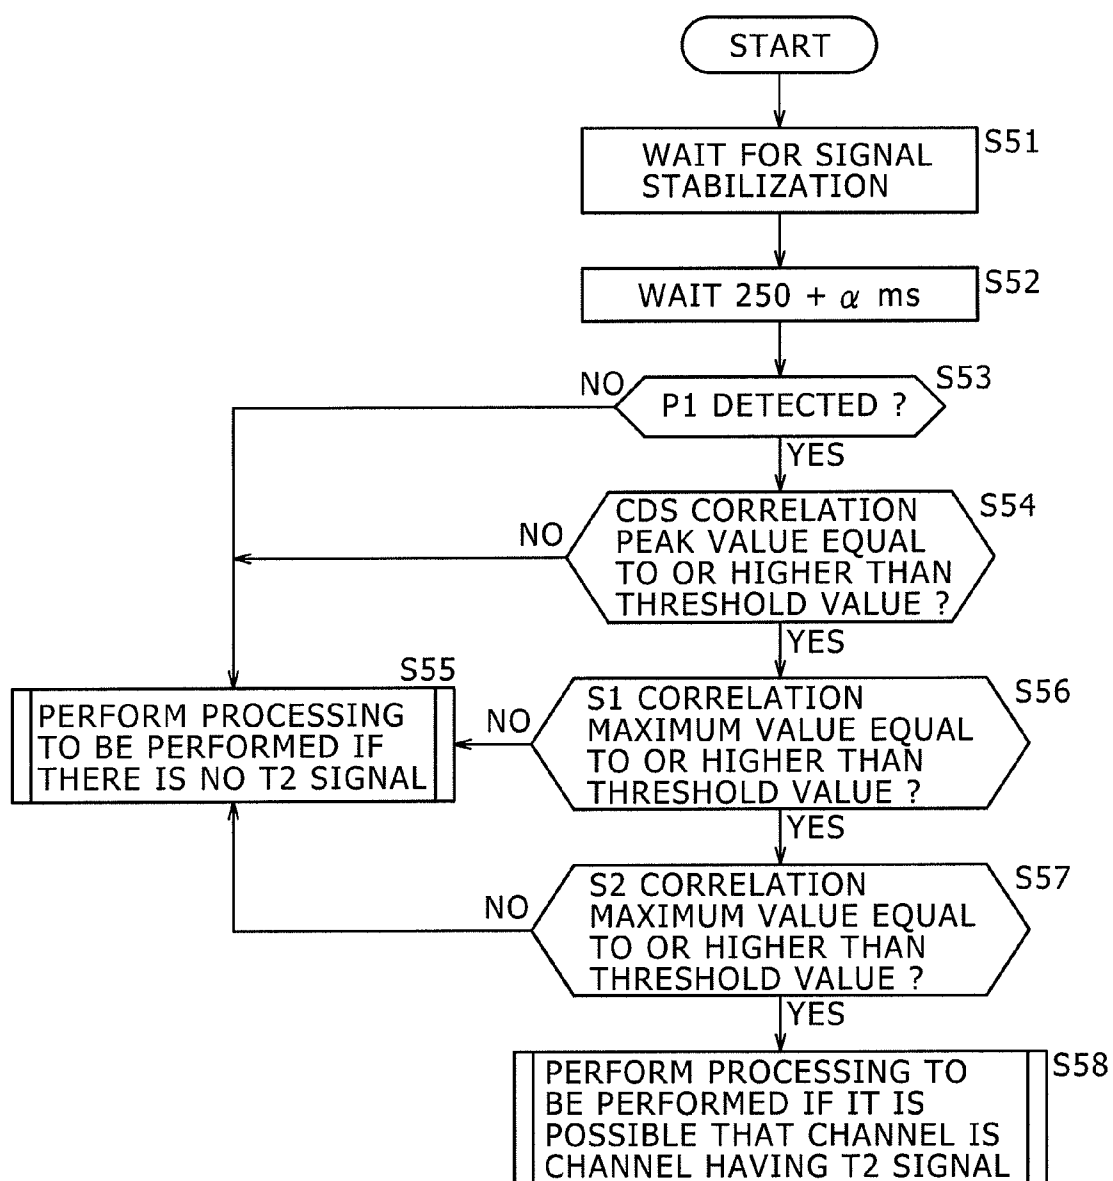 START
S51
WAIT FOR SIGNAL
STABILIZATION
S52
WAIT 250 + α ms
S53
NO
P1 DETECTED ?
YES
S54
NO
CDS CORRELATION
PEAK VALUE EQUAL
TO OR HIGHER THAN
THRESHOLD VALUE ?
YES
S55
PERFORM PROCESSING
TO BE PERFORMED IF
THERE IS NO T2 SIGNAL
S56
NO
S1 CORRELATION
MAXIMUM VALUE EQUAL
TO OR HIGHER THAN
THRESHOLD VALUE ?
YES
S57
NO
S2 CORRELATION
MAXIMUM VALUE EQUAL
TO OR HIGHER THAN
THRESHOLD VALUE ?
YES
S58
PERFORM PROCESSING TO
BE PERFORMED IF IT IS
POSSIBLE THAT CHANNEL IS
CHANNEL HAVING T2 SIGNAL